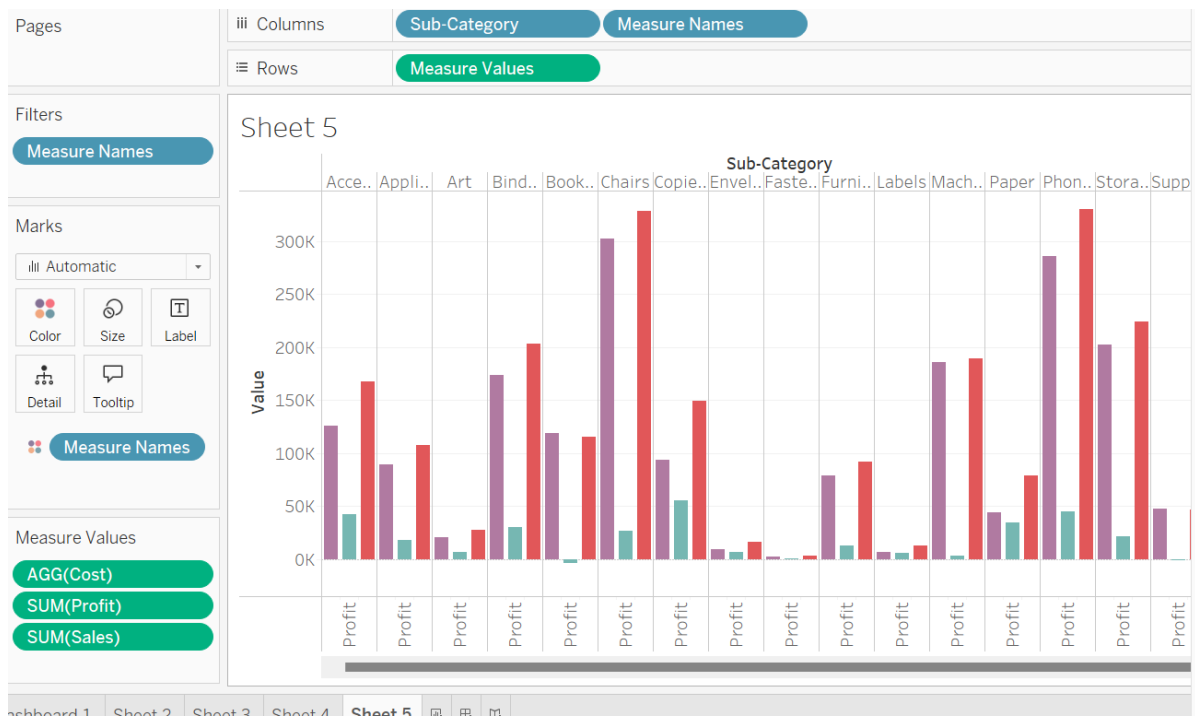 Pages
Columns
Sub-Category
Measure Names
Rows
Measure Values
Filters
Measure Names
Marks
Automatic
Color
Size
Label
Detail
Tooltip
Measure Names
Measure Values
AGG(Cost)
SUM(Profit)
SUM(Sales)
Sheet 5
Sub-Category
Acce.. Appli.. Art Bind.. Book.. Chairs Copie.. Envel.. Faste.. Furni.. Labels Mach.. Paper Phon.. Stora.. Supp
Value
300K
250K
200K
150K
100K
50K
0K
Profit Profit Profit Profit Profit Profit Profit Profit Profit Profit Profit Profit Profit Profit Profit Profit
ashboard 1 Sheet 2 Sheet 3 Sheet 4 Sheet 5